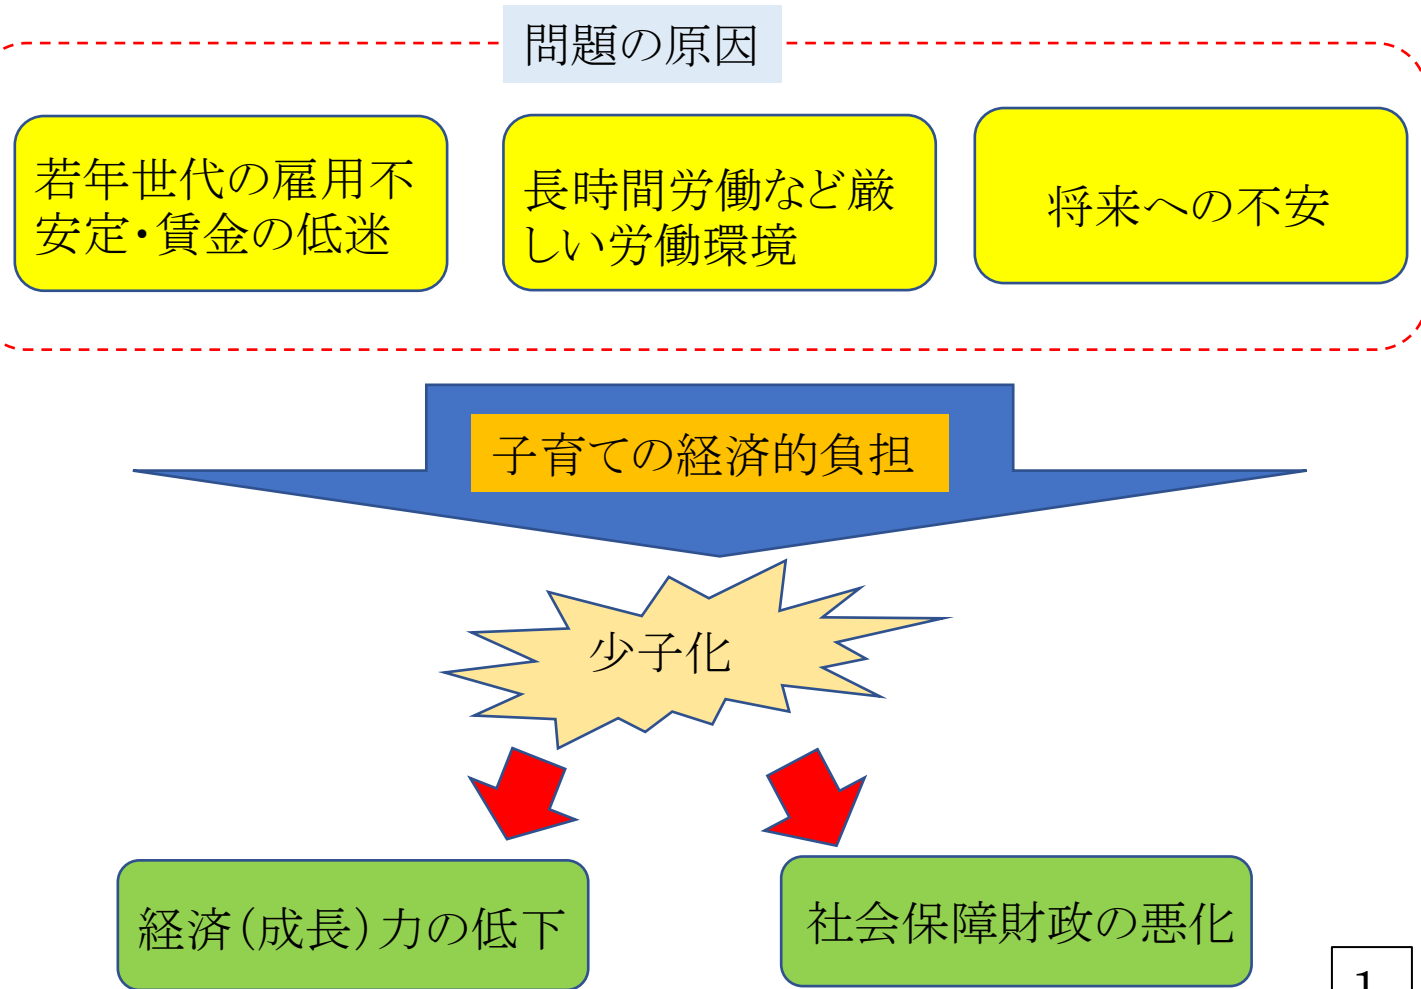 問題の原因
若年世代の雇用不
安定・賃金の低迷
長時間労働など厳
しい労働環境
将来への不安
子育ての経済的負担
少子化
経済(成長)力の低下
社会保障財政の悪化
1